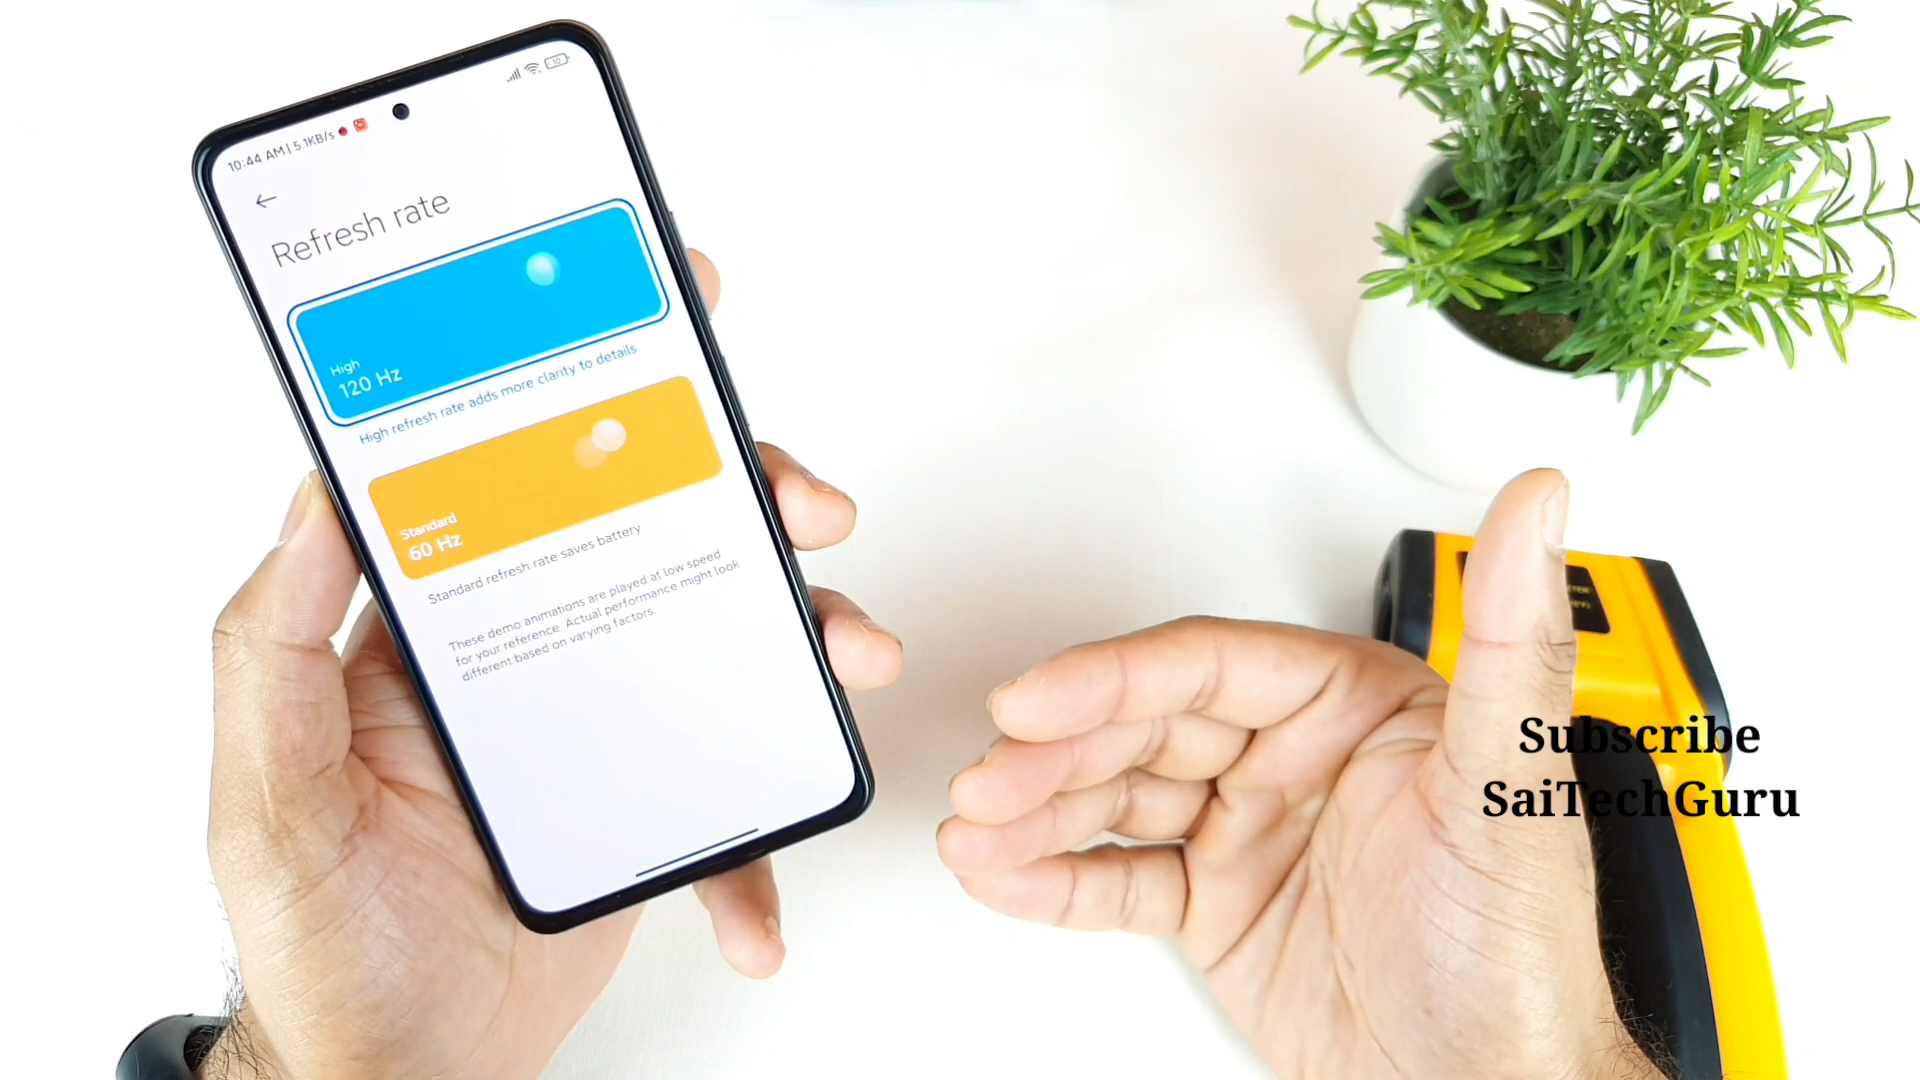 10:44 AM | 5.1KB/s
10
Refresh rate
High
120 Hz
High refresh rate adds more clarity to details
Standard
60 Hz
Standard refresh rate saves battery
These demo animations are played at low speed
for your reference. Actual performance might look
different based on varying factors.
Subscribe
SaiTechGuru